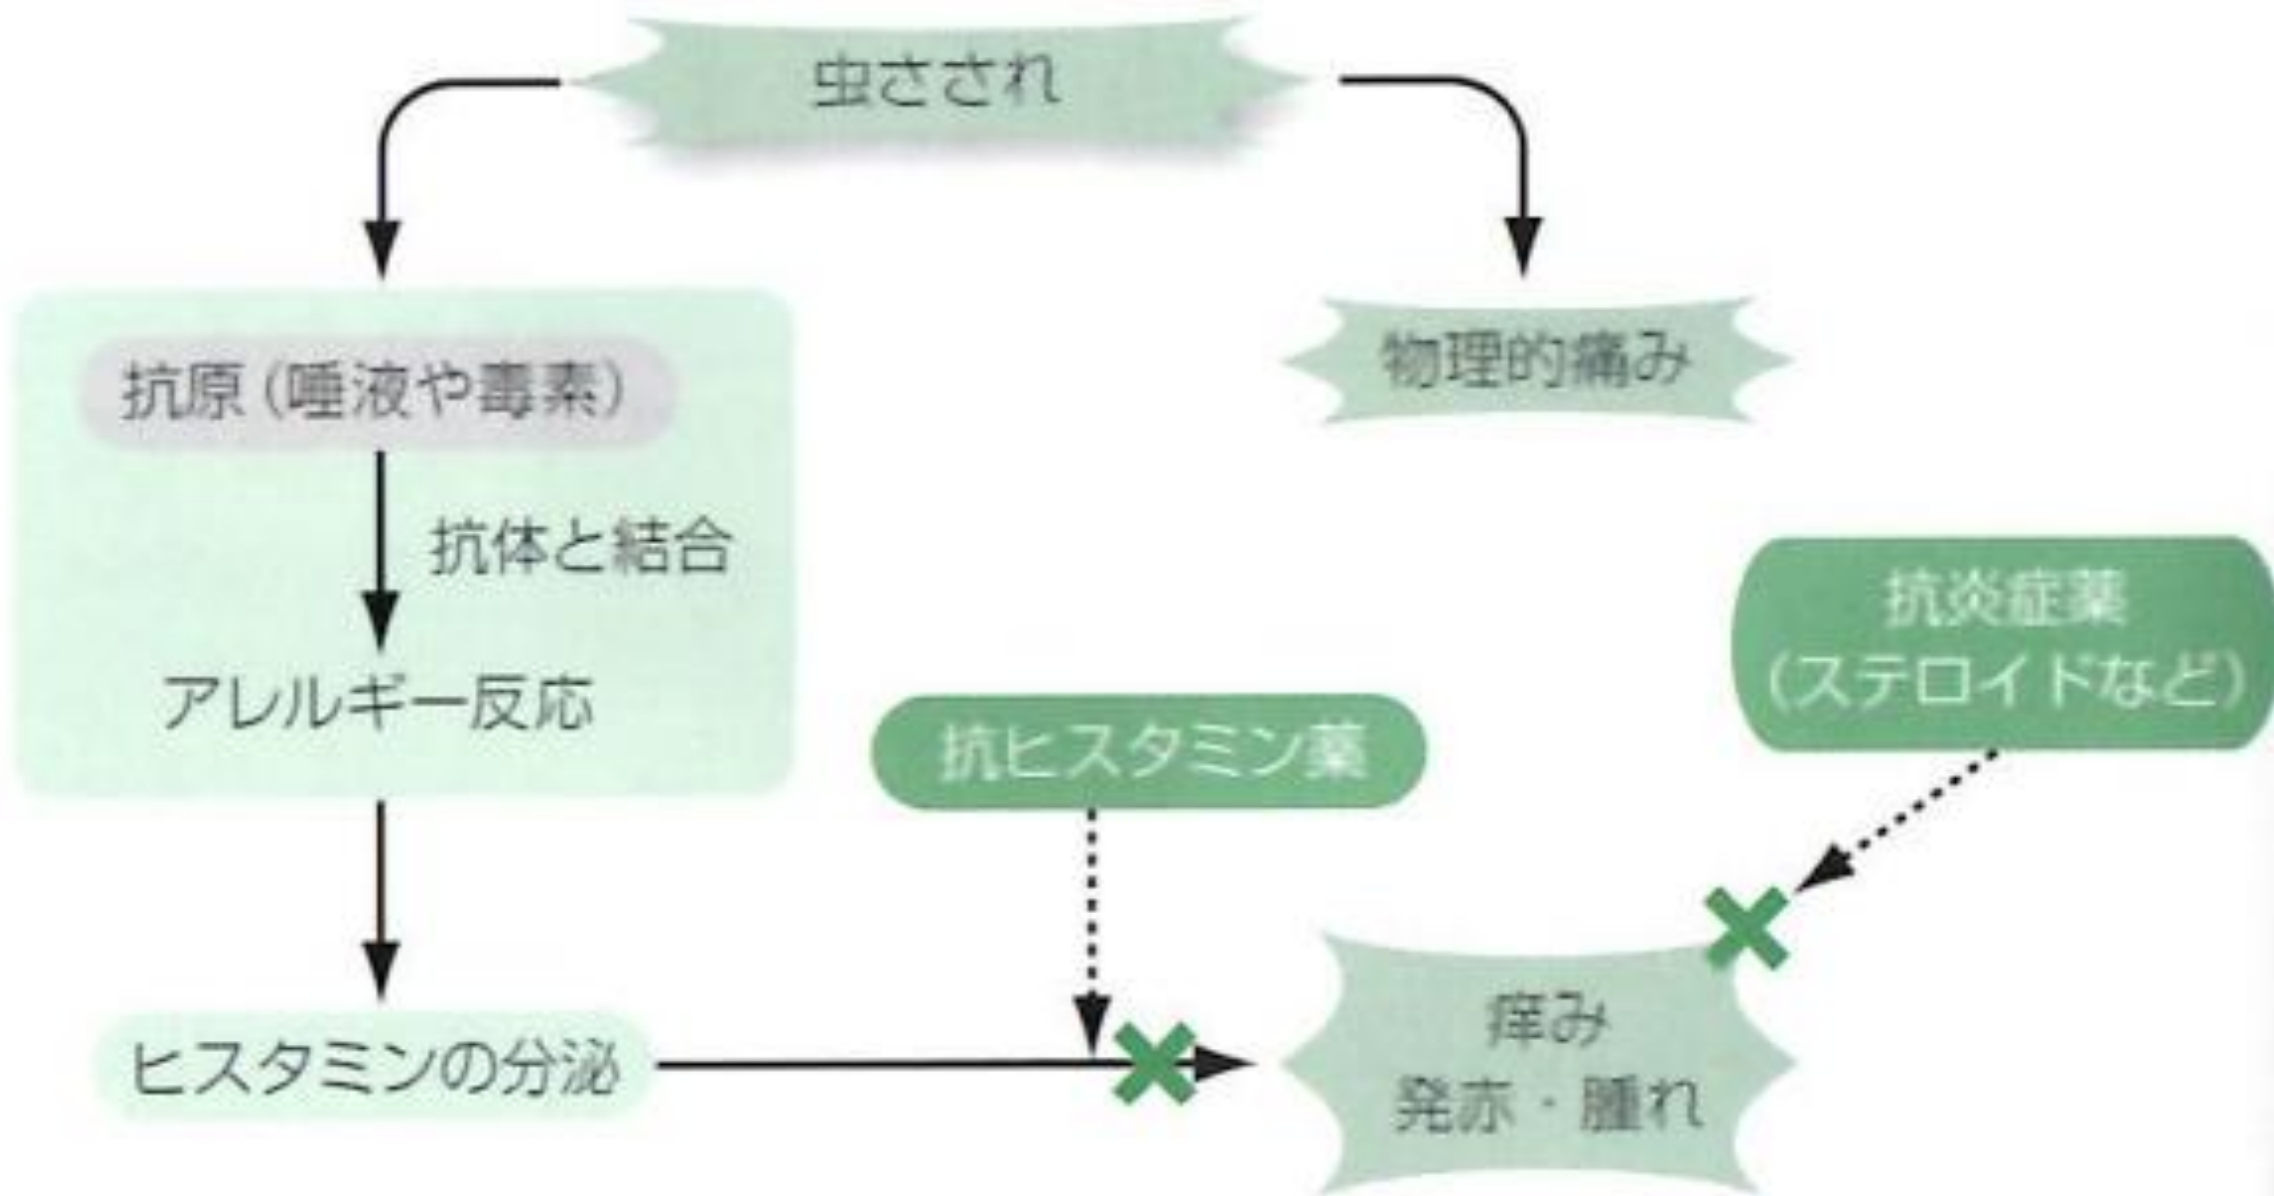 虫さされ
物理的痛み
抗原(唾液や毒素)
抗体と結合
アレルギー反応
抗炎症薬
(ステロイドなど)
抗ヒスタミン薬
ヒスタミンの分泌
痒み
発赤・腫れ